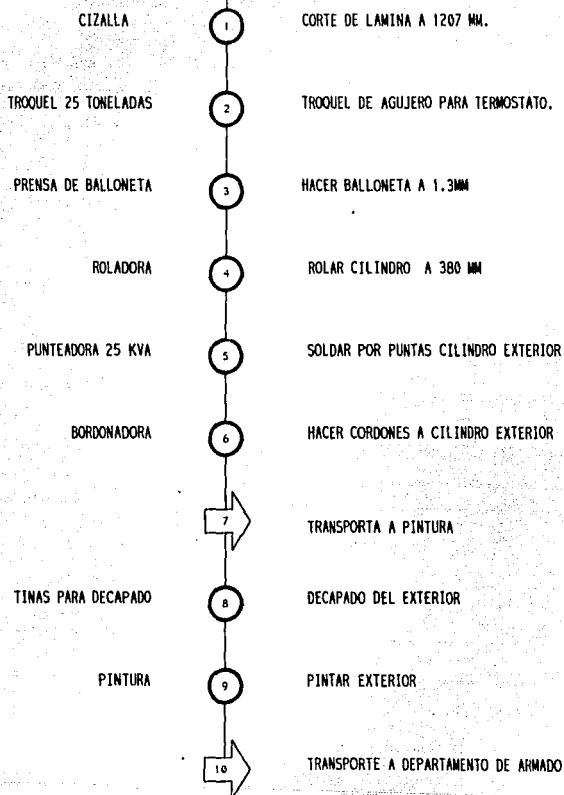 CIZALLA 1 CORTE DE LAMINA A 1207 MM.
TROQUEL 25 TONELADAS 2 TROQUEL DE AGUJERO PARA TERMOSTATO.
PRENSA DE BALLONETA 3 HACER BALLONETA A 1.3MM
ROLADORA 4 ROLAR CILINDRO A 380 MM
PUNTEADORA 25 KVA 5 SOLDAR POR PUNTAS CILINDRO EXTERIOR
BORDONADORA 6 HACER CORDONES A CILINDRO EXTERIOR
7 TRANSPORTA A PINTURA
TINAS PARA DECAPADO 8 DECAPADO DEL EXTERIOR
PINTURA 9 PINTAR EXTERIOR
10 TRANSPORTE A DEPARTAMENTO DE ARMADO